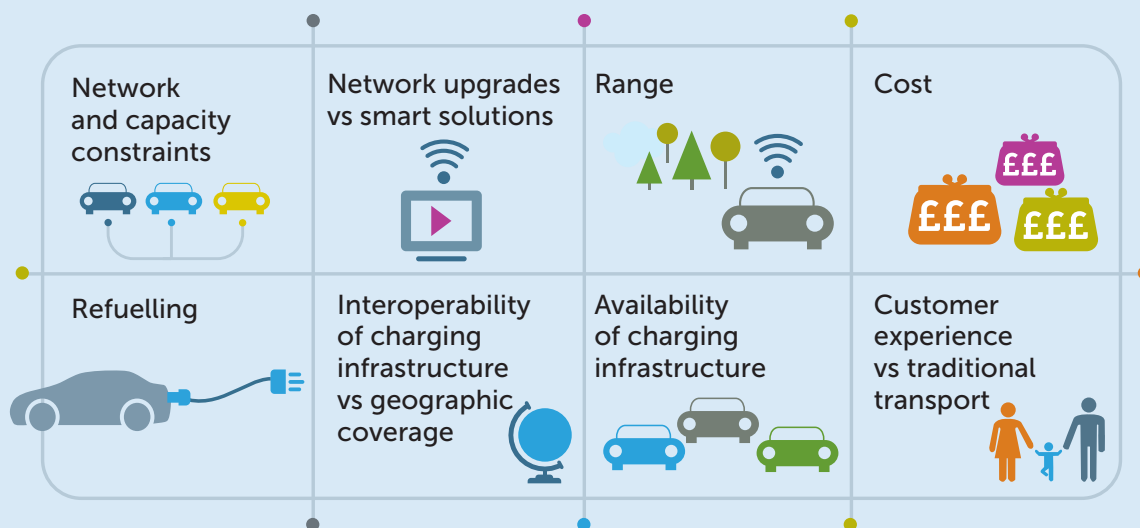 Network
and capacity
constraints
Network upgrades
vs smart solutions
Range
Cost
£££
£££
£££
Refuelling
Interoperability
of charging
infrastructure
vs geographic
coverage
Availability
of charging
infrastructure
Customer
experience
vs traditional
transport